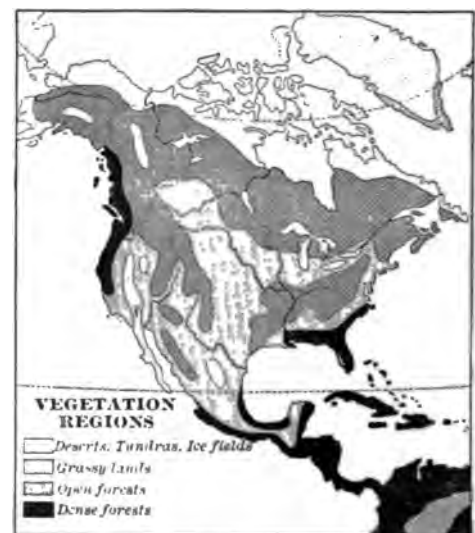 VEGETATION
REGIONS
Deserts, Tundras, Ice fields
Grassy lands
Open forests
Dense forests